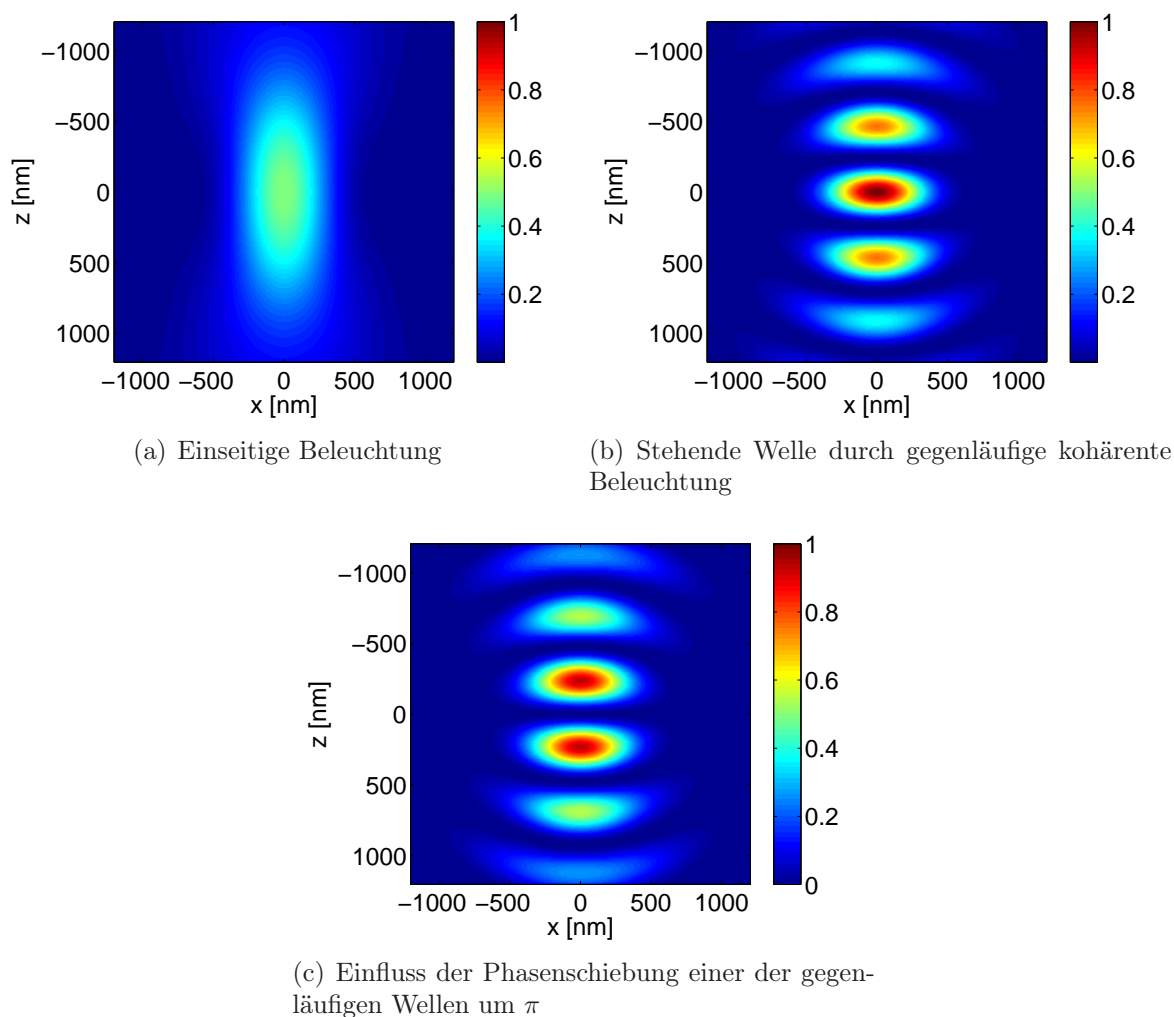 −1000
−500
0
500
1000
z [nm]
−1000 −500 0 500 1000
x [nm]
1
0.8
0.6
0.4
0.2
(a) Einseitige Beleuchtung
−1000
−500
0
500
1000
z [nm]
−1000 −500 0 500 1000
x [nm]
1
0.8
0.6
0.4
0.2
(b) Stehende Welle durch gegenläufige kohärente
Beleuchtung
−1000
−500
0
500
1000
z [nm]
−1000 −500 0 500 1000
x [nm]
1
0.8
0.6
0.4
0.2
0
(c) Einfluss der Phasenschiebung einer der gegen-
läufigen Wellen um π